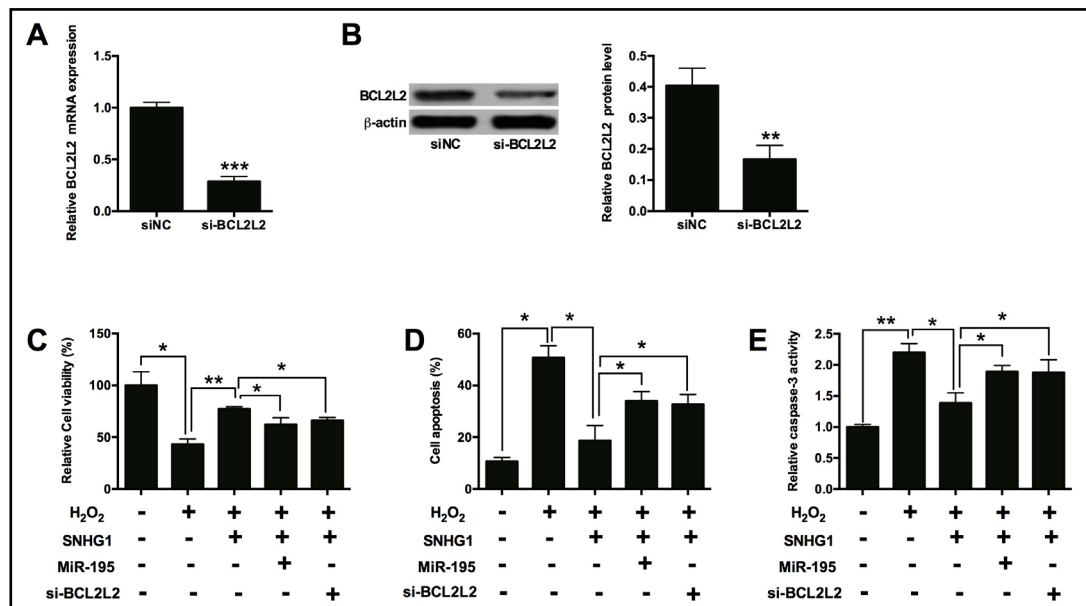 A
Relative BCL2L2 mRNA expression
1.5
1.0
0.5
0.0
***
siNC
si-BCL2L2
B
BCL2L2
β-actin
siNC
si-BCL2L2
Relative BCL2L2 protein level
0.5
0.4
0.3
0.2
0.1
0.0
**
siNC
si-BCL2L2
C
Relative Cell viability (%)
150
100
50
0
*
**
*
*
H2O2 - + + + +
SNHG1 - - + + +
MiR-195 - - - + -
si-BCL2L2 - - - - +
D
Cell apoptosis (%)
60
40
20
0
*
*
*
*
H2O2 - + + + +
SNHG1 - - + + +
MiR-195 - - - + -
si-BCL2L2 - - - - +
E
Relative caspase-3 activity
2.5
2.0
1.5
1.0
0.5
0.0
**
*
*
*
H2O2 - + + + +
SNHG1 - - + + +
MiR-195 - - - + -
si-BCL2L2 - - - - +